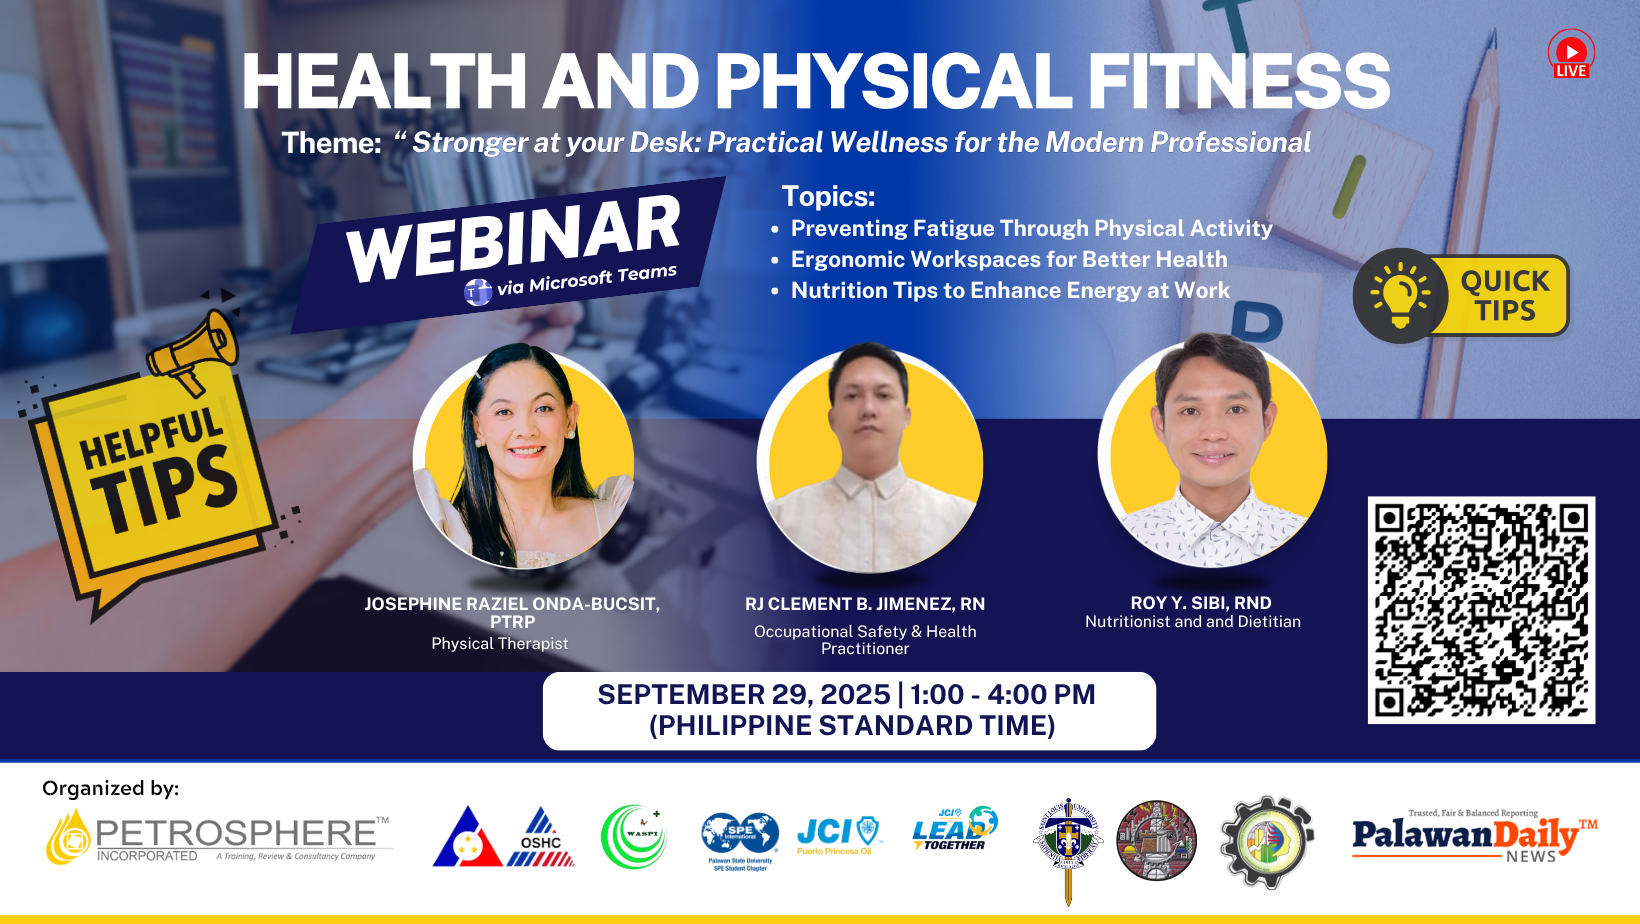 LIVE
HEALTH AND PHYSICAL FITNESS
Theme: “ Stronger at your Desk: Practical Wellness for the Modern Professional
WEBINAR
T via Microsoft Teams
Topics:
• Preventing Fatigue Through Physical Activity
• Ergonomic Workspaces for Better Health
• Nutrition Tips to Enhance Energy at Work
QUICK
TIPS
HELPFUL
TIPS
JOSEPHINE RAZIEL ONDA-BUCSIT,
PTRP
Physical Therapist
RJ CLEMENT B. JIMENEZ, RN
Occupational Safety & Health
Practitioner
ROY Y. SIBI, RND
Nutritionist and and Dietitian
SEPTEMBER 29, 2025 | 1:00 - 4:00 PM
(PHILIPPINE STANDARD TIME)
Organized by:
PETROSPHERE™
INCORPORATED A Training, Review & Consultancy Company
OSHC
WASPI
SPE
International
Palawan State University
SPE Student Chapter
JCI
Puerto Princesa Oil
JCI
LEAD
TOGETHER
Trusted, Fair & Balanced Reporting
PalawanDaily™
NEWS